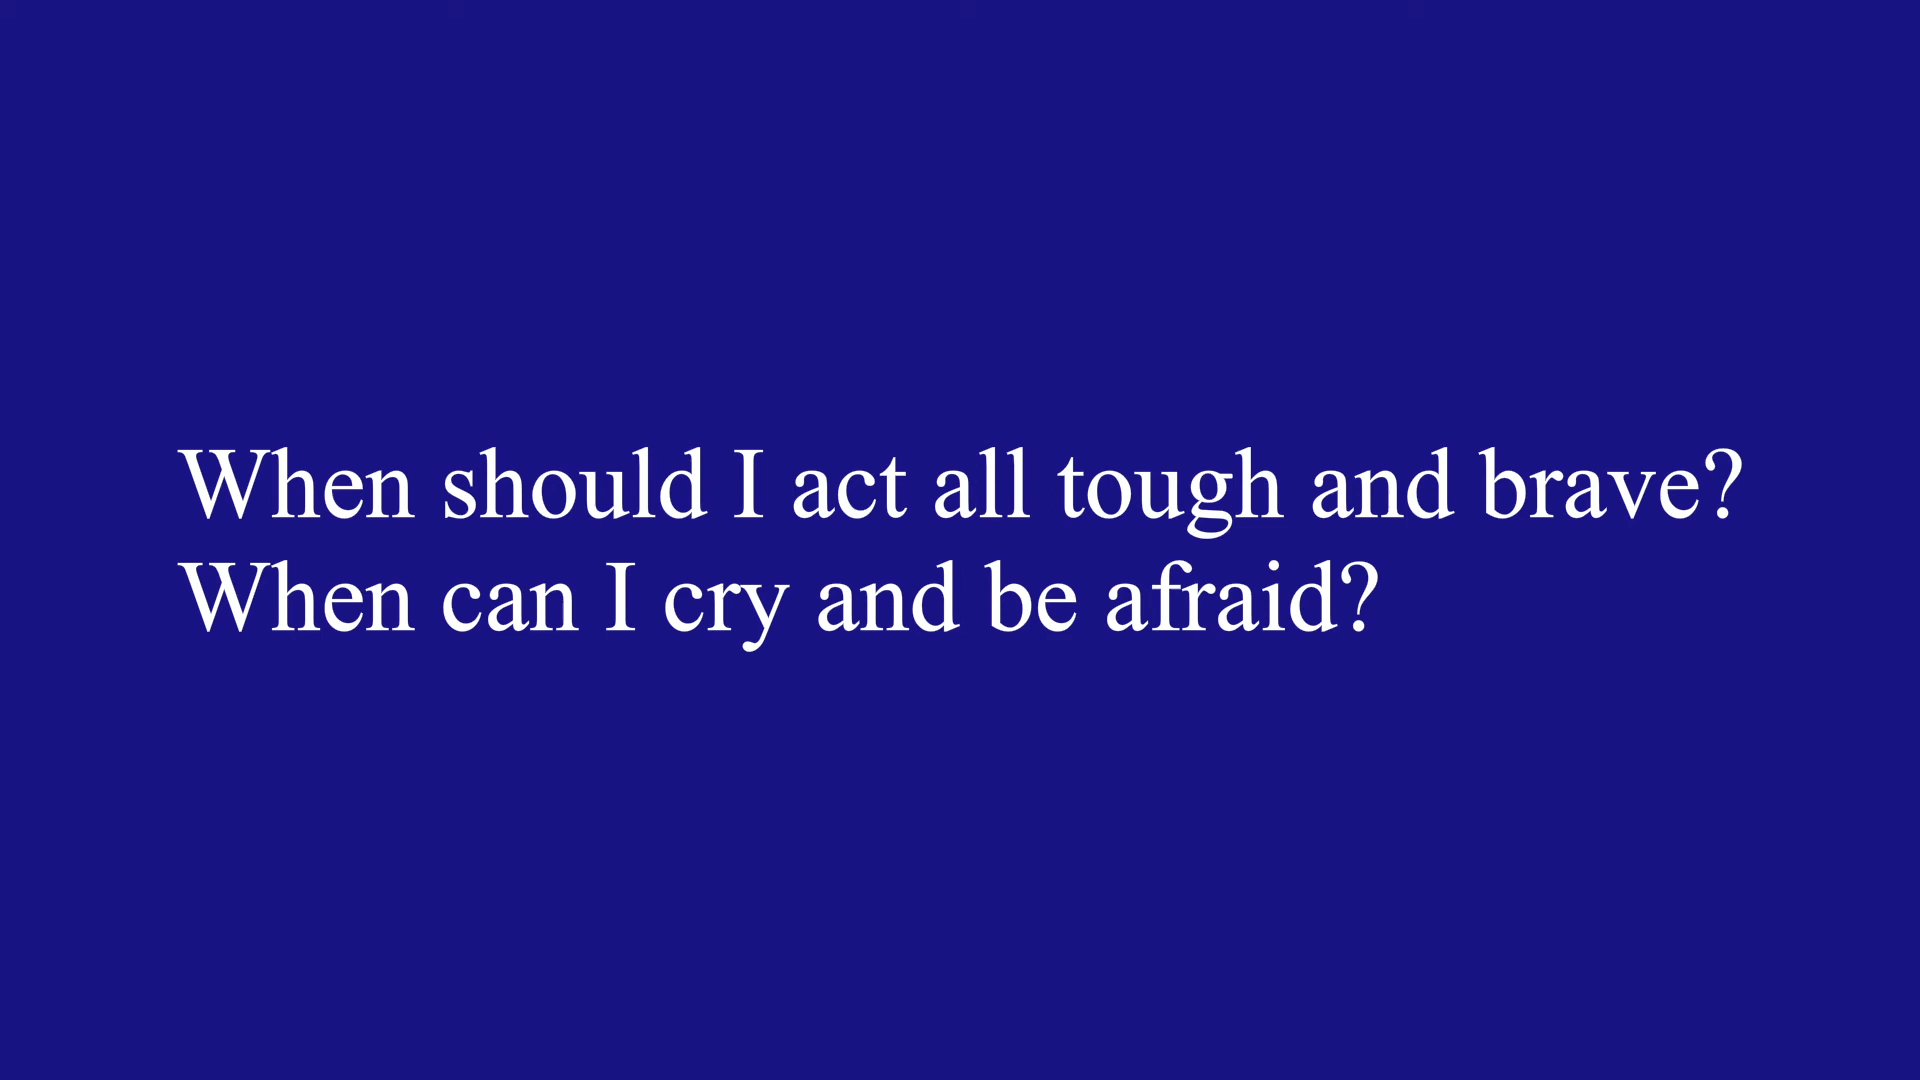 When should I act all tough and brave?
When can I cry and be afraid?